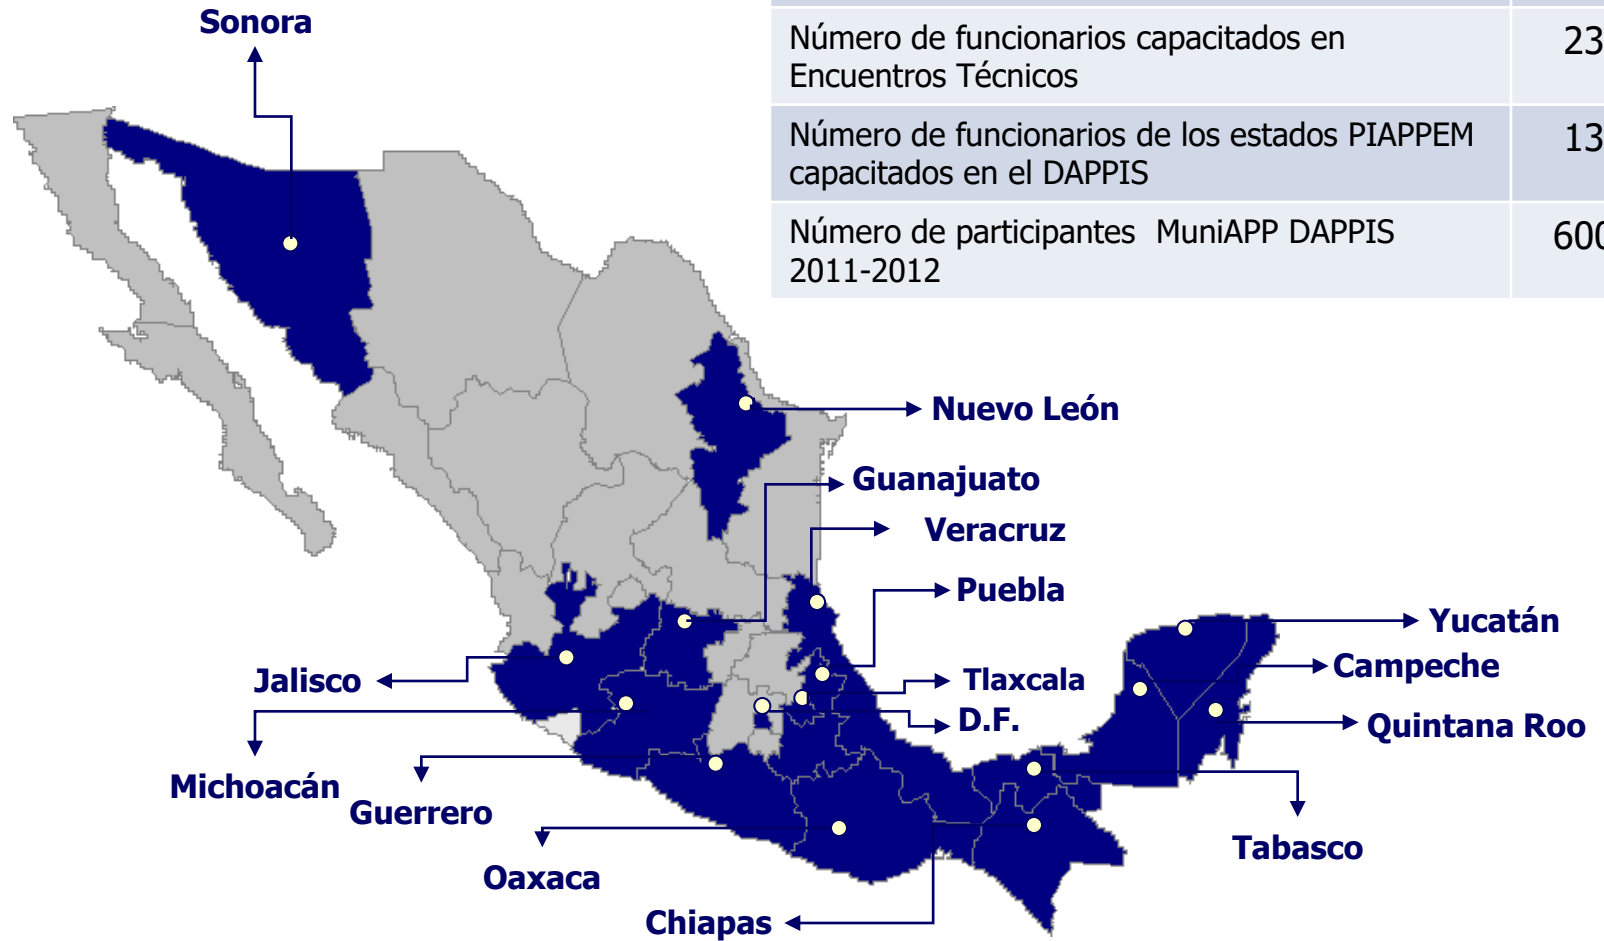 Sonora
Número de funcionarios capacitados en
Encuentros Técnicos
23
Número de funcionarios de los estados PIAPPEM
capacitados en el DAPPIS
13
Número de participantes MuniAPP DAPPIS
2011-2012
600
Nuevo León
Guanajuato
Veracruz
Puebla
Yucatán
Campeche
Jalisco
Tlaxcala
D.F.
Quintana Roo
Michoacán
Guerrero
Tabasco
Oaxaca
Chiapas